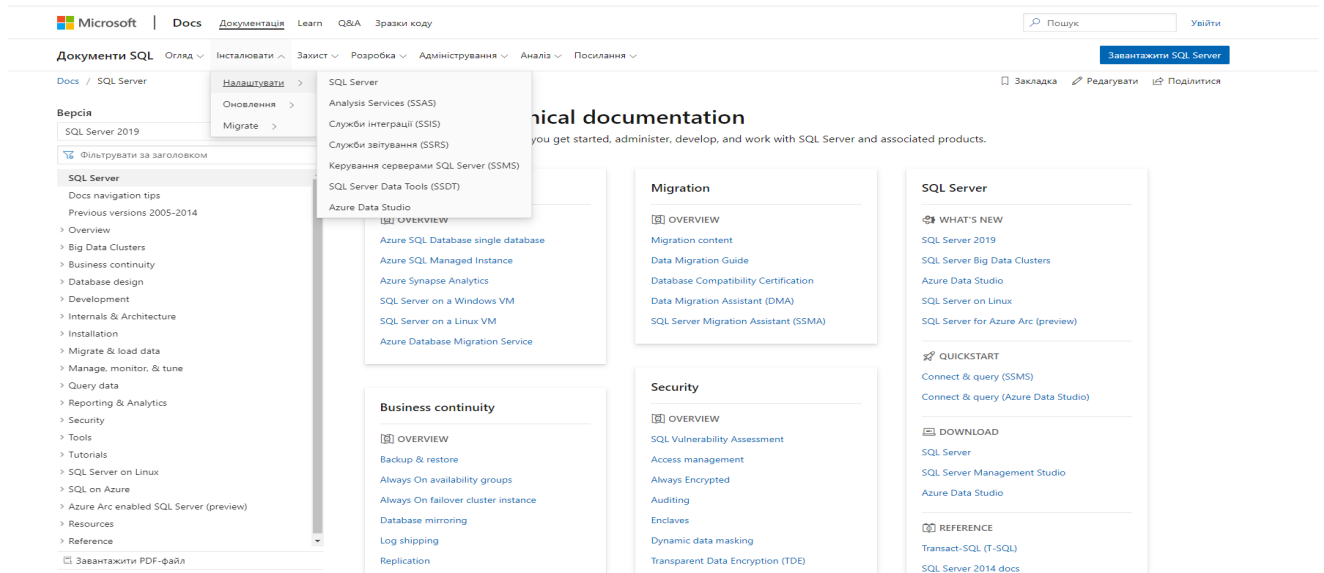 Microsoft Docs Документація Learn Q&A Зразки коду Пошук Увійти
Документи SQL Огляд Інсталювати Захист Розробка Адміністрування Аналіз Посилання Завантажити SQL Server
Docs / SQL Server Закладка Редагувати Поділитися
Налаштувати
Оновлення
Migrate
SQL Server
Analysis Services (SSAS)
Служби інтеграції (SSIS)
Служби звітування (SSRS)
Керування серверами SQL Server (SSMS)
SQL Server Data Tools (SSDT)
Azure Data Studio
nical documentation
you get started, administer, develop, and work with SQL Server and associated products.
Версія
SQL Server 2019
Фільтрувати за заголовком
SQL Server
Docs navigation tips
Previous versions 2005-2014
Overview
Big Data Clusters
Business continuity
Database design
Development
Internals & Architecture
Installation
Migrate & load data
Manage, monitor, & tune
Query data
Reporting & Analytics
Security
Tools
Tutorials
SQL Server on Linux
SQL on Azure
Azure Arc enabled SQL Server (preview)
Resources
Reference
Завантажити PDF-файл
OVERVIEW
Azure SQL Database single database
Azure SQL Managed Instance
Azure Synapse Analytics
SQL Server on a Windows VM
SQL Server on a Linux VM
Azure Database Migration Service
Business continuity
OVERVIEW
Backup & restore
Always On availability groups
Always On failover cluster instance
Database mirroring
Log shipping
Replication
Migration
OVERVIEW
Migration content
Data Migration Guide
Database Compatibility Certification
Data Migration Assistant (DMA)
SQL Server Migration Assistant (SSMA)
Security
OVERVIEW
SQL Vulnerability Assessment
Access management
Always Encrypted
Auditing
Enclaves
Dynamic data masking
Transparent Data Encryption (TDE)
SQL Server
WHAT'S NEW
SQL Server 2019
SQL Server Big Data Clusters
Azure Data Studio
SQL Server on Linux
SQL Server for Azure Arc (preview)
QUICKSTART
Connect & query (SSMS)
Connect & query (Azure Data Studio)
DOWNLOAD
SQL Server
SQL Server Management Studio
Azure Data Studio
REFERENCE
Transact-SQL (T-SQL)
SQL Server 2014 docs